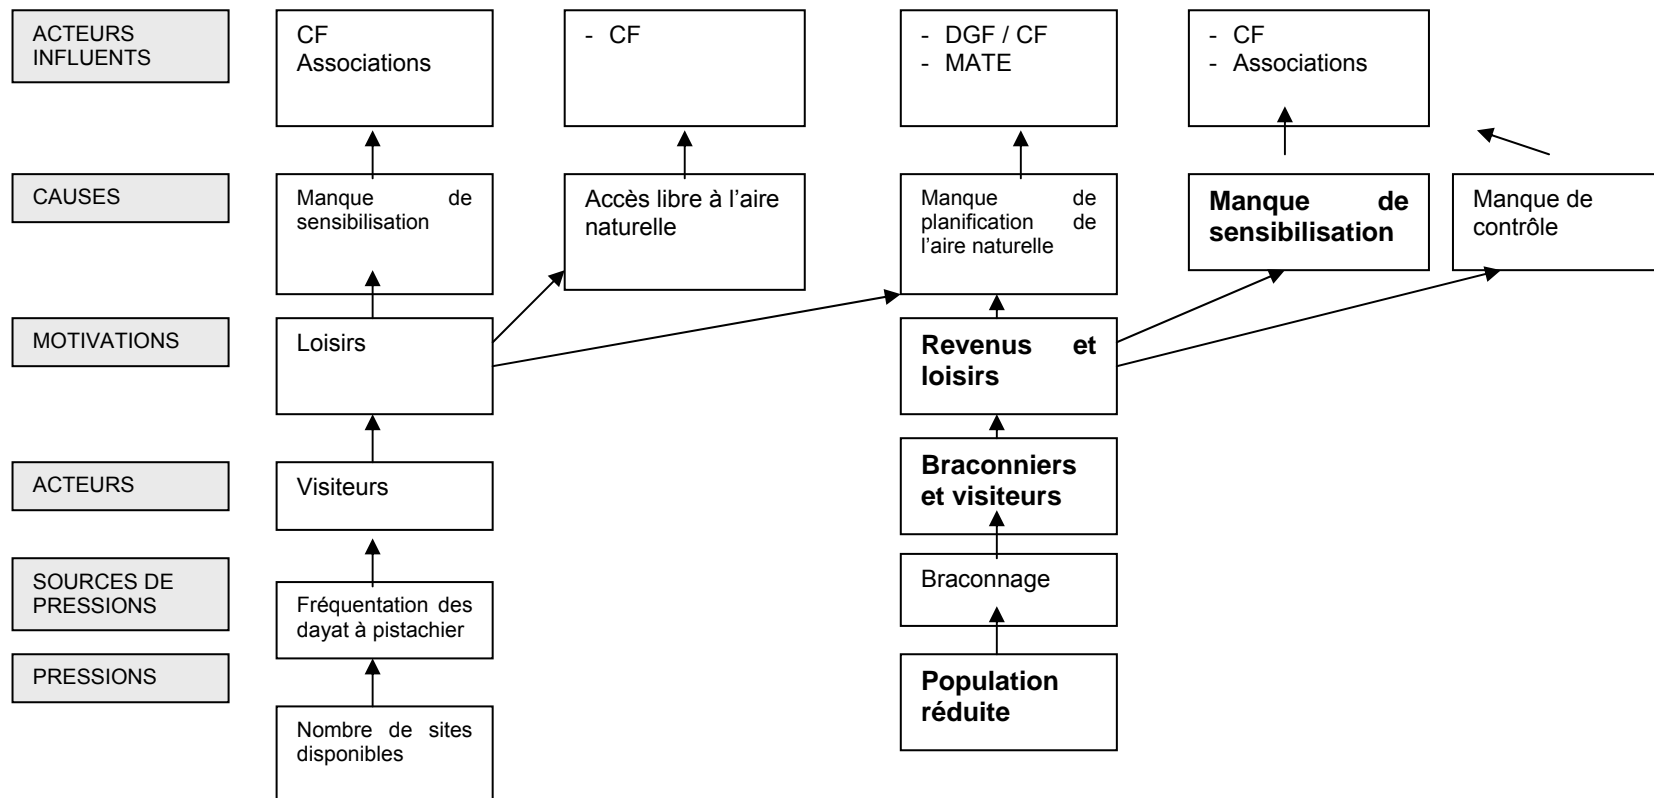 ACTEURS
INFLUENTS
CF
Associations
- CF
- DGF / CF
- MATE
- CF
- Associations
CAUSES
Manque de
sensibilisation
Accès libre à l’aire
naturelle
Manque de
planification de
l’aire naturelle
Manque de
sensibilisation
Manque de
contrôle
MOTIVATIONS
Loisirs
Revenus et
loisirs
ACTEURS
Visiteurs
Braconniers
et visiteurs
SOURCES DE
PRESSIONS
Fréquentation des
dayat à pistachier
Braconnage
PRESSIONS
Nombre de sites
disponibles
Population
réduite